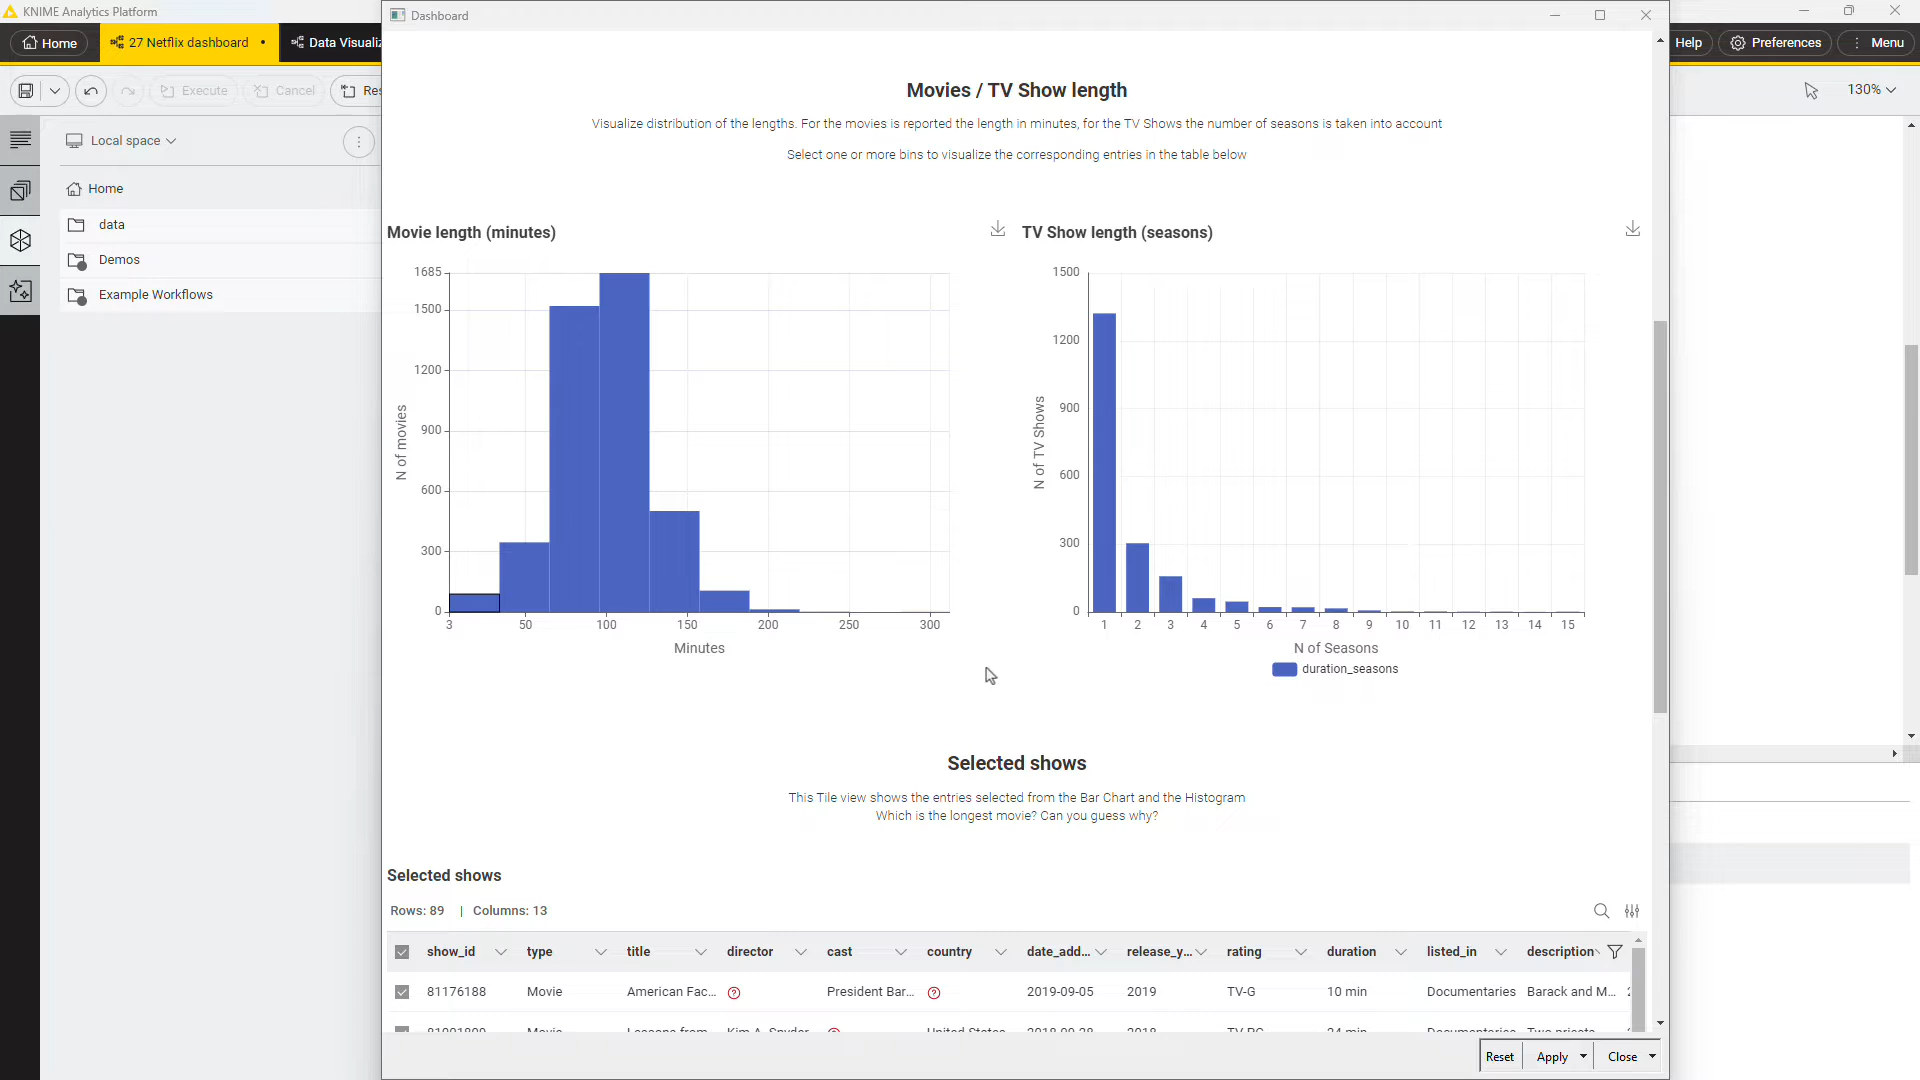 KNIME Analytics Platform
Home
27 Netflix dashboard
Data Visualiz
Help
Preferences
Menu
Execute
Cancel
Res
130%
Local space
Home
data
Demos
Example Workflows
Dashboard
Movies / TV Show length
Visualize distribution of the lengths. For the movies is reported the length in minutes, for the TV Shows the number of seasons is taken into account
Select one or more bins to visualize the corresponding entries in the table below
Movie length (minutes)
1685
1500
1200
900
600
300
0
N of movies
3 50 100 150 200 250 300
Minutes
TV Show length (seasons)
1500
1200
900
600
300
0
N of TV Shows
1 2 3 4 5 6 7 8 9 10 11 12 13 14 15
N of Seasons
duration_seasons
Selected shows
This Tile view shows the entries selected from the Bar Chart and the Histogram
Which is the longest movie? Can you guess why?
Selected shows
Rows: 89 | Columns: 13
show_id type title director cast country date_add... release_y... rating duration listed_in description
81176188 Movie American Fac... President Bar... 2019-09-05 2019 TV-G 10 min Documentaries Barack and M...
Reset Apply Close